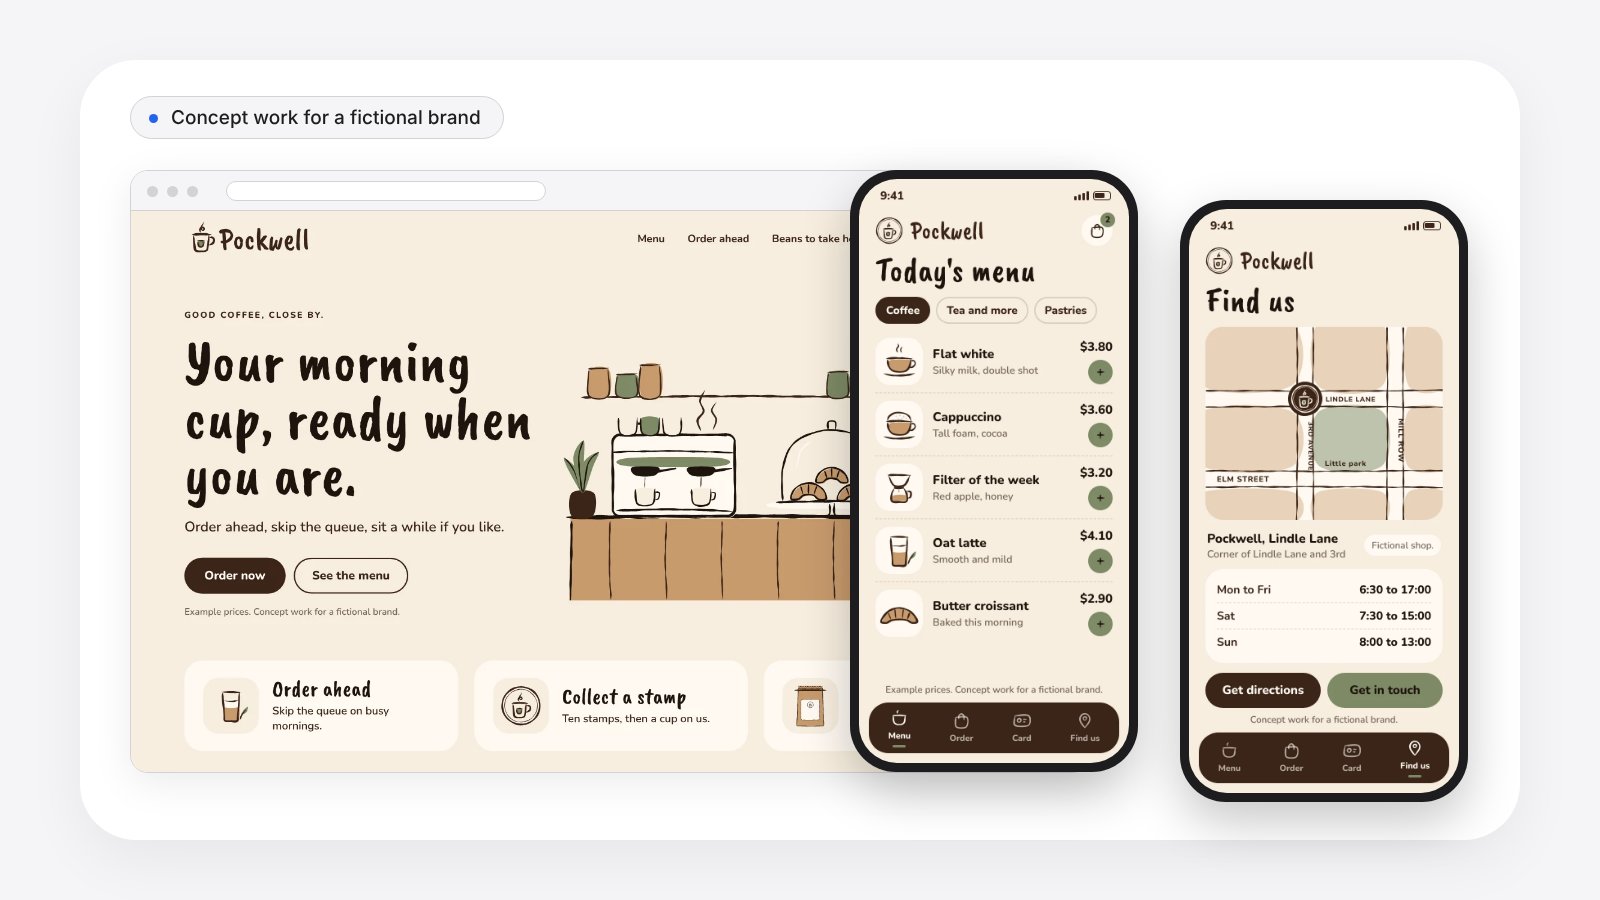 Concept work for a fictional brand
Pockwell
Menu
Order ahead
Beans to take
GOOD COFFEE, CLOSE BY.
Your morning
cup, ready when
you are.
Order ahead, skip the queue, sit a while if you like.
Order now
See the menu
Example prices. Concept work for a fictional brand.
Order ahead
Skip the queue on busy
mornings.
Collect a stamp
Ten stamps, then a cup on us.
9:41
Pockwell
2
Today's menu
Coffee
Tea and more
Pastries
Flat white
$3.80
Silky milk, double shot
+
Cappuccino
$3.60
Tall foam, cocoa
+
Filter of the week
$3.20
Red apple, honey
+
Oat latte
$4.10
Smooth and mild
+
Butter croissant
$2.90
Baked this morning
+
Example prices. Concept work for a fictional brand.
Menu
Order
Card
Find us
9:41
Pockwell
Find us
LINDLE LANE
3RD AVENUE
MILL ROW
Little park
ELM STREET
Pockwell, Lindle Lane
Corner of Lindle Lane and 3rd
Fictional shop.
Mon to Fri
6:30 to 17:00
Sat
7:30 to 15:00
Sun
8:00 to 13:00
Get directions
Get in touch
Concept work for a fictional brand.
Menu
Order
Card
Find us